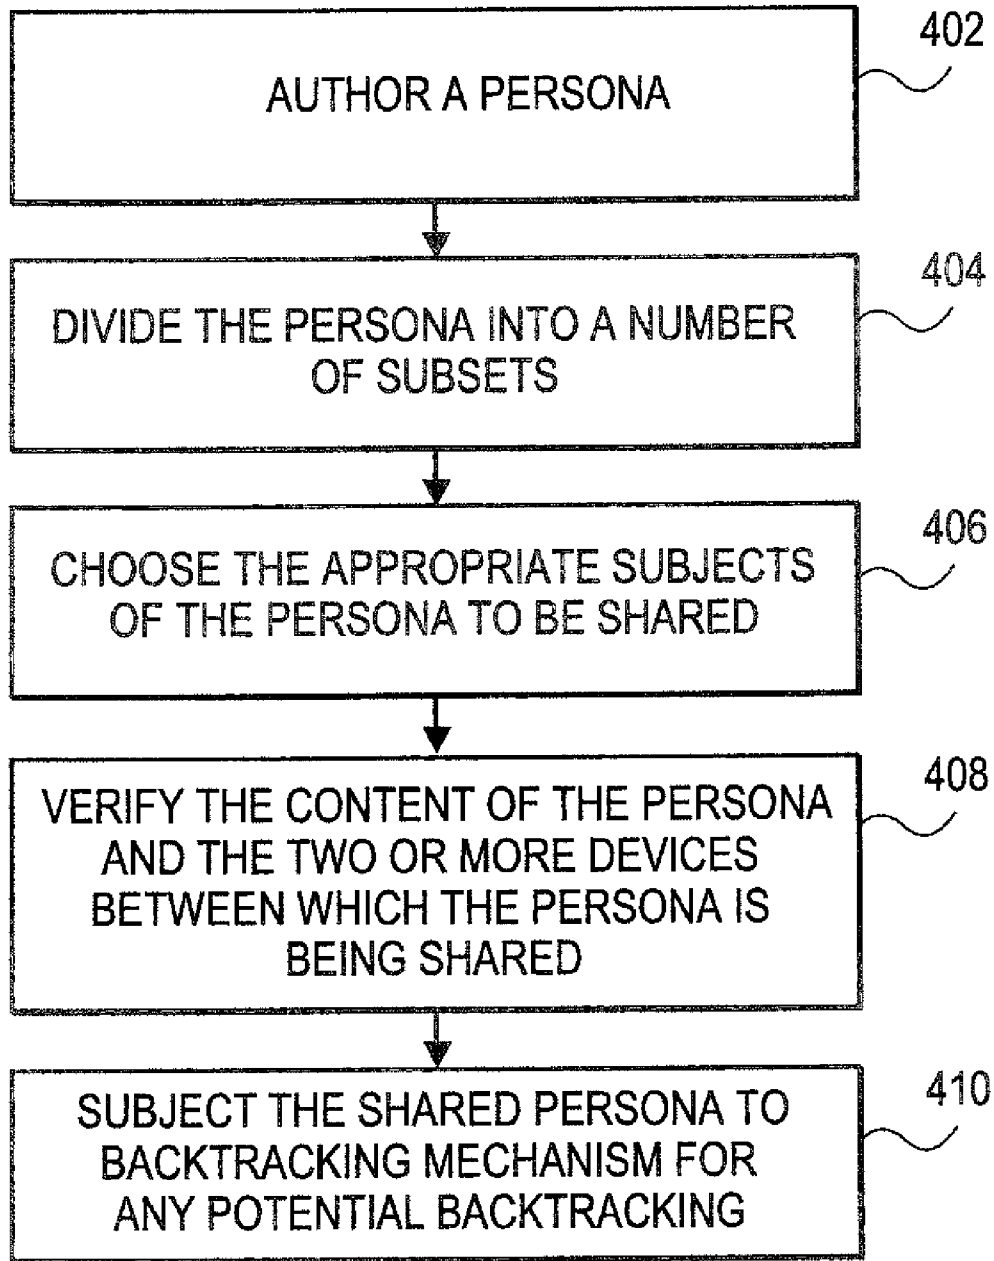 402
AUTHOR A PERSONA
404
DIVIDE THE PERSONA INTO A NUMBER
OF SUBSETS
406
CHOOSE THE APPROPRIATE SUBJECTS
OF THE PERSONA TO BE SHARED
408
VERIFY THE CONTENT OF THE PERSONA
AND THE TWO OR MORE DEVICES
BETWEEN WHICH THE PERSONA IS
BEING SHARED
410
SUBJECT THE SHARED PERSONA TO
BACKTRACKING MECHANISM FOR
ANY POTENTIAL BACKTRACKING